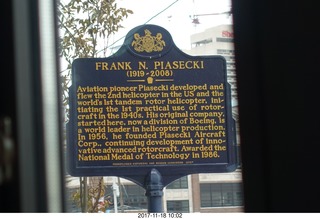 FRANK N. PIASECKI
(1919-2008)
Aviation pioneer Piasecki developed and
flew the 2nd helicopter in the US and the
world's 1st tandem rotor helicopter, ini-
tiating the 1st practical use of rotor-
craft in the 1940s. His original company,
started here, now a division of Boeing, is
a world leader in helicopter production.
In 1956, he founded Piasecki Aircraft
Corp., continuing development of inno-
vative advanced rotorcraft. Awarded the
National Medal of Technology in 1986.
2017-11-18 10:02